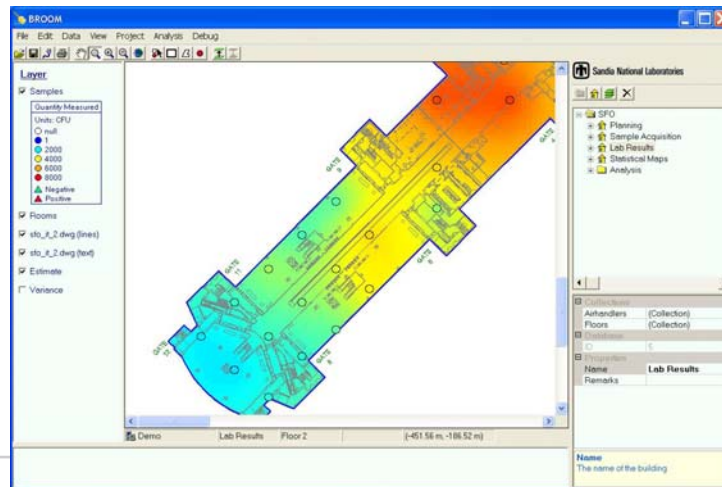 BROOM
File Edit Data View Project Analysis Debug
Layer
Samples
Quantity Measured
Units: CFU
null
1
2000
4000
6000
8000
Negative
Positive
Rooms
sfo_it_2.dwg (lines)
sfo_it_2.dwg (text)
Estimate
Variance
GATE
GATE
GATE 11
GATE
GATE
Demo
Lab Results
Floor 2
(-451.56 m, -186.52 m)
Sandia National Laboratories
SFO
Planning
Sample Acquisition
Lab Results
Statistical Maps
Analysis
Collections
Airhandlers (Collection)
Floors (Collection)
Database
ID
Properties
Name Lab Results
Remarks
Name
The name of the building